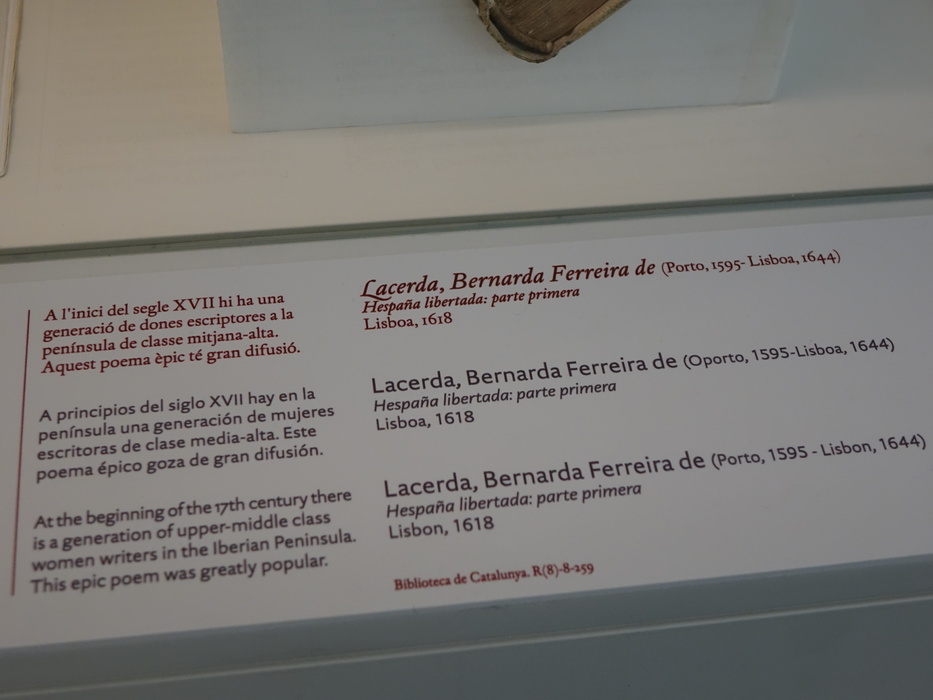 A l'inici del segle XVII hi ha una
generació de dones escriptores a la
península de classe mitjana-alta.
Aquest poema èpic té gran difusió.
A principios del siglo XVII hay en la
península una generación de mujeres
escritoras de clase media-alta. Este
poema épico goza de gran difusión.
At the beginning of the 17th century there
is a generation of upper-middle class
women writers in the Iberian Peninsula.
This epic poem was greatly popular.
Lacerda, Bernarda Ferreira de (Porto, 1595- Lisboa, 1644)
Hespaña libertada: parte primera
Lisboa, 1618
Lacerda, Bernarda Ferreira de (Oporto, 1595-Lisboa, 1644)
Hespaña libertada: parte primera
Lisboa, 1618
Lacerda, Bernarda Ferreira de (Porto, 1595 - Lisbon, 1644)
Hespaña libertada: parte primera
Lisbon, 1618
Biblioteca de Catalunya. R(8)-8-259